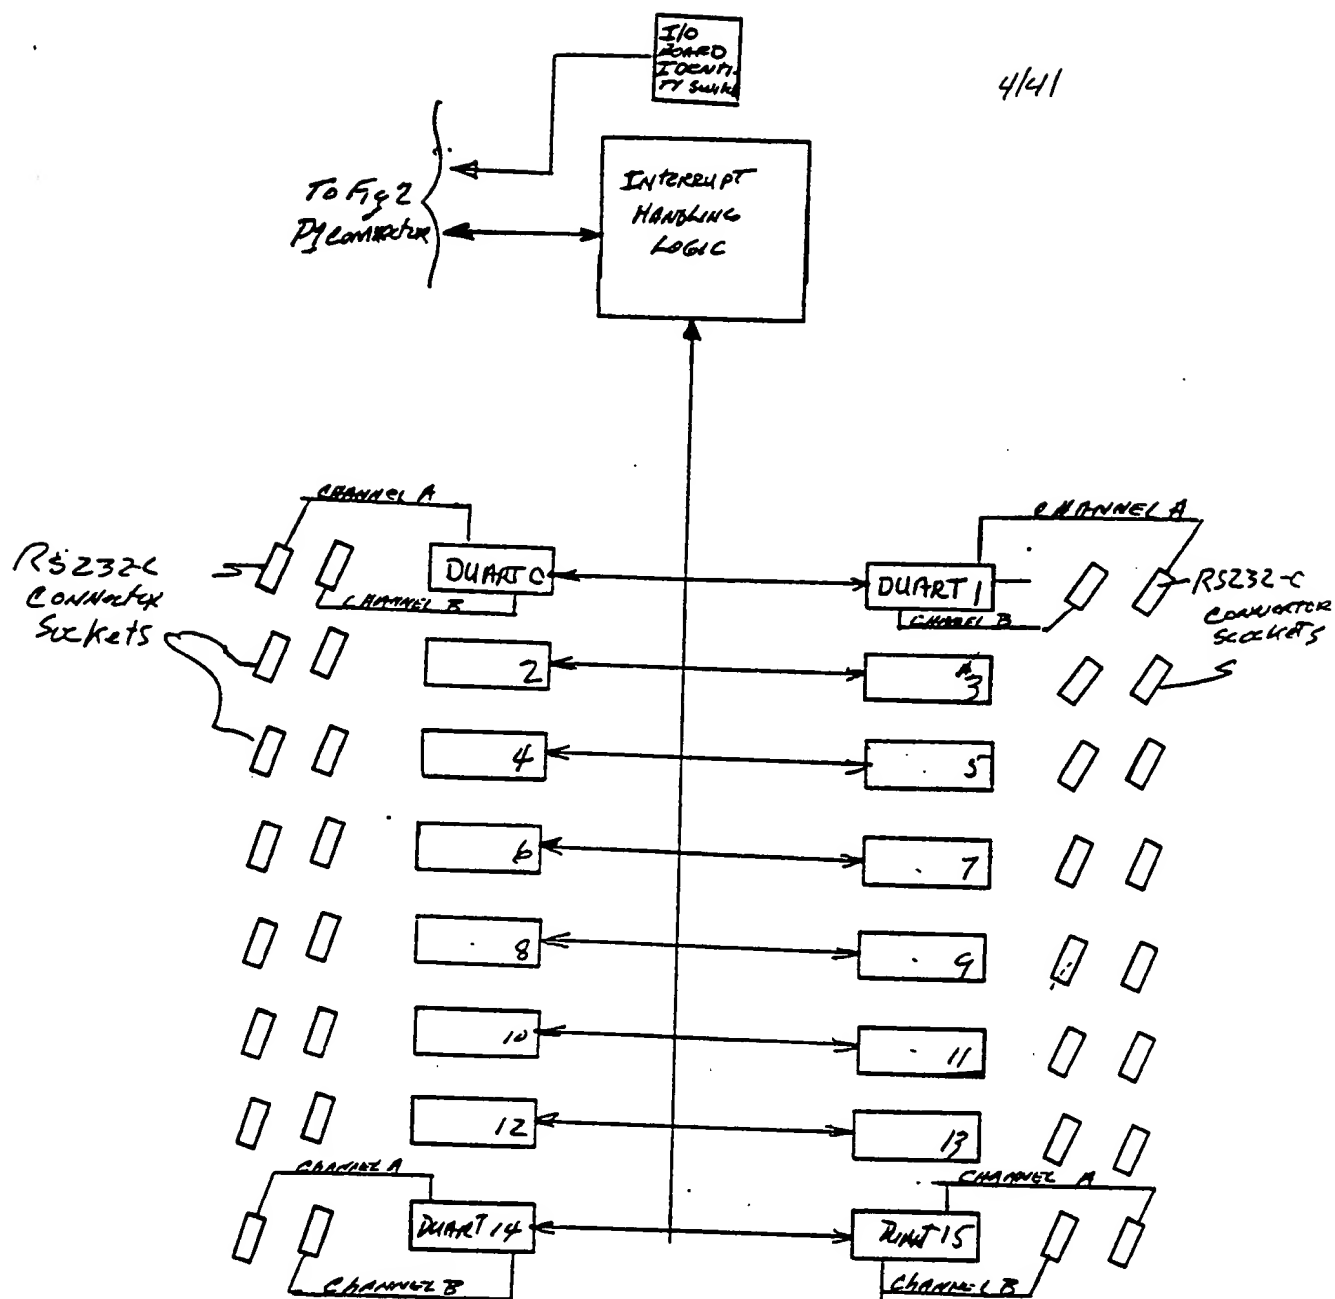 I/O
BOARD
IDENTI-
TY Switch
4/41
INTERRUPT
HANDLING
LOGIC
To Fig 2
P1 CONNECTOR
CHANNEL A
CHANNEL A
RS232-C
CONNECTOR
SOCKETS
DUART 0
DUART 1
RS232-C
CONNECTOR
SOCKETS
CHANNEL B
CHANEL B
2
3
4
5
6
7
8
9
10
11
12
13
CHANNEL A
CHANNEL A
DUART 14
DUART 15
CHANNEL B
CHANNEL B